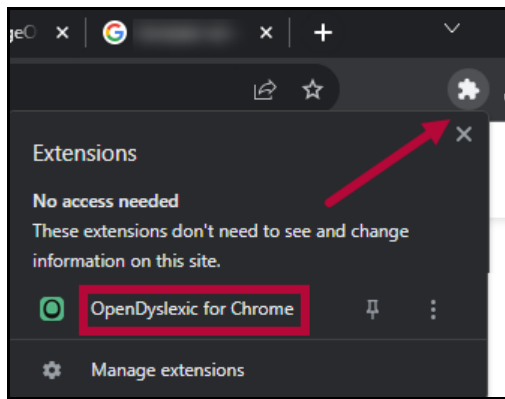 Extensions
No access needed
These extensions don't need to see and change
information on this site.
OpenDyslexic for Chrome
Manage extensions